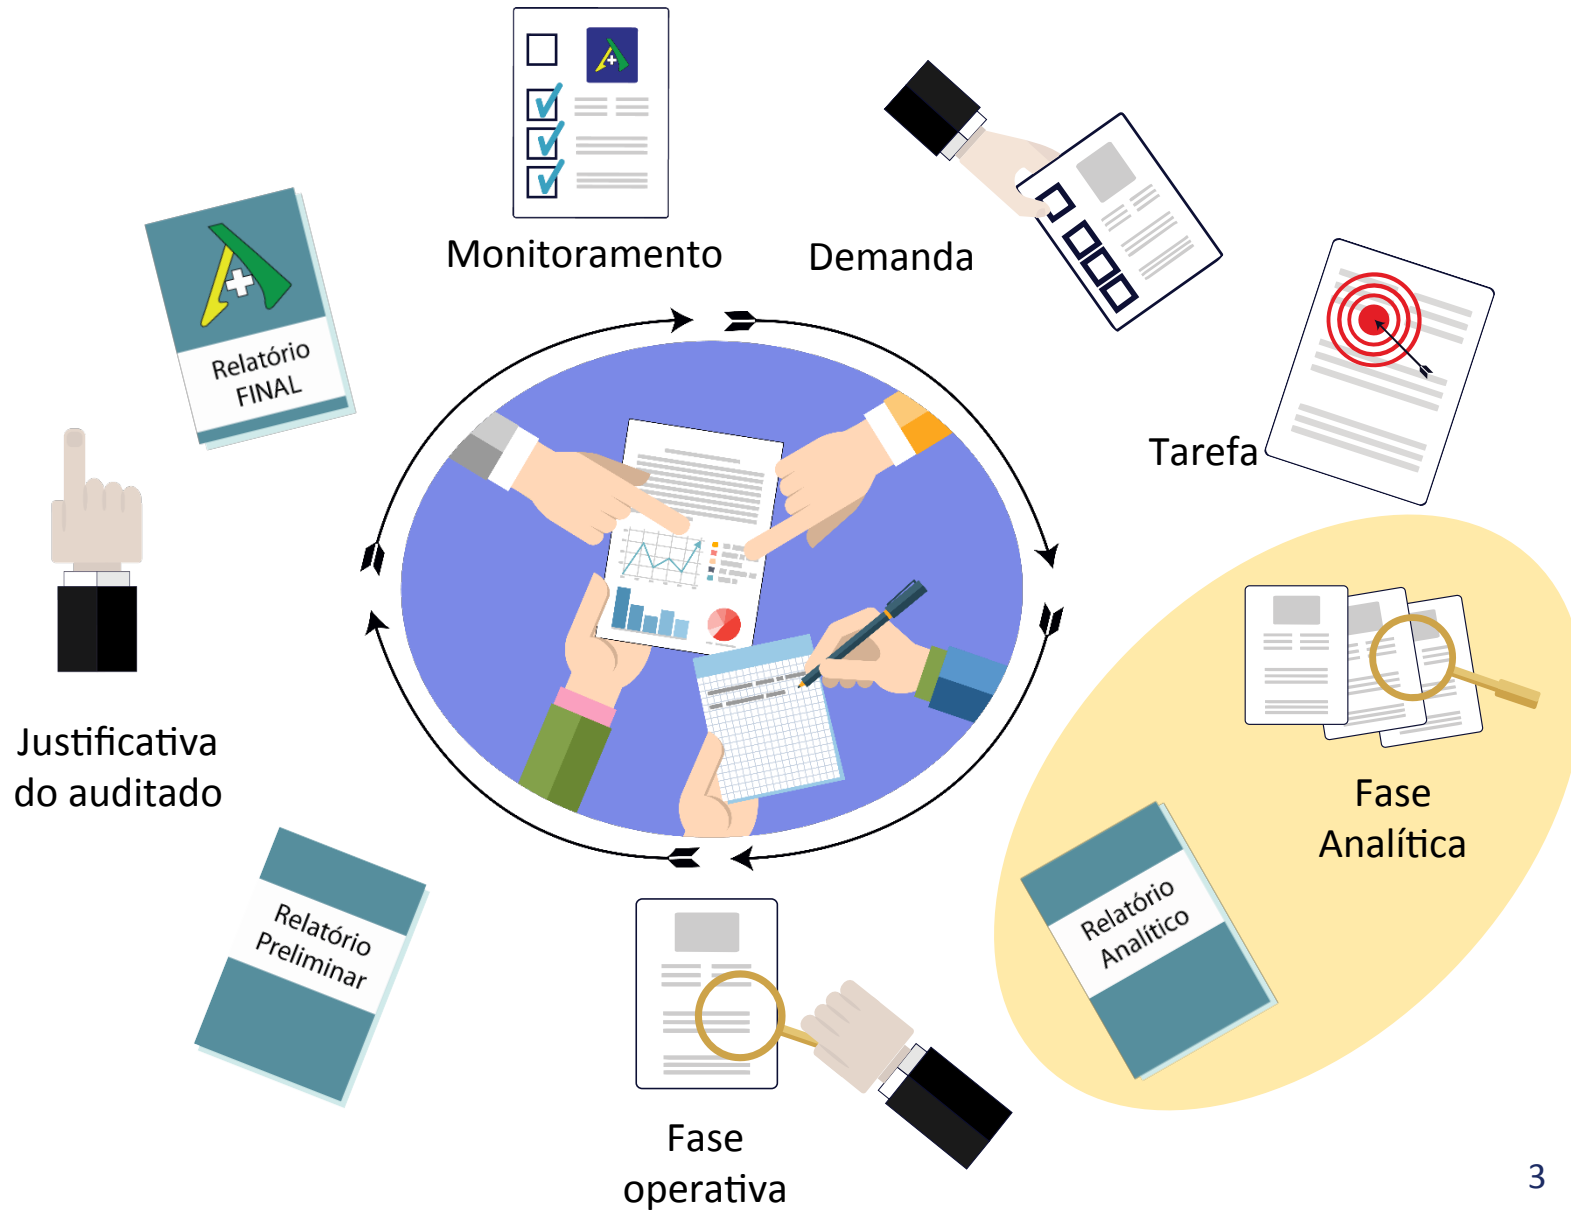 Monitoramento
Demanda
Tarefa
Fase
Analítica
Relatório
Analítico
Fase
operativa
Relatório
Preliminar
Justificativa
do auditado
Relatório
FINAL
3